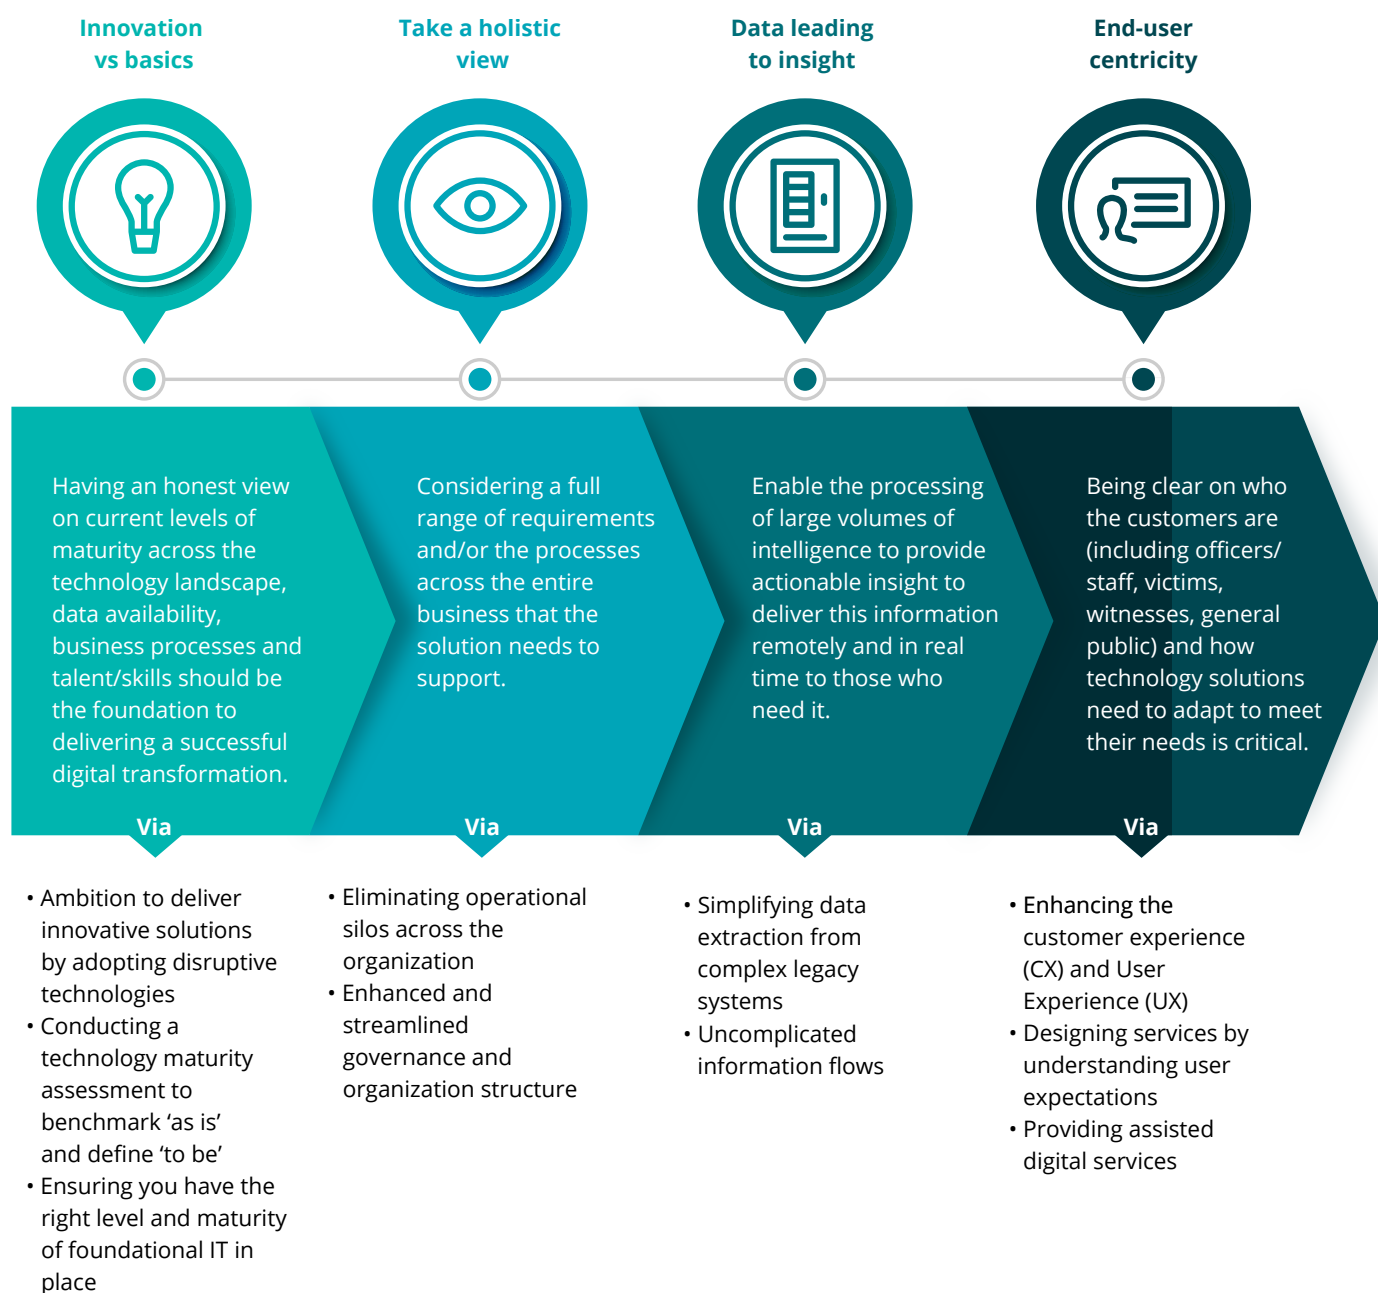 Innovation
vs basics
Take a holistic
view
Data leading
to insight
End-user
centricity
Having an honest view
on current levels of
maturity across the
technology landscape,
data availability,
business processes and
talent/skills should be
the foundation to
delivering a successful
digital transformation.
Considering a full
range of requirements
and/or the processes
across the entire
business that the
solution needs to
support.
Enable the processing
of large volumes of
intelligence to provide
actionable insight to
deliver this information
remotely and in real
time to those who
need it.
Being clear on who
the customers are
(including officers/
staff, victims,
witnesses, general
public) and how
technology solutions
need to adapt to meet
their needs is critical.
Via
Via
Via
Via
• Ambition to deliver
innovative solutions
by adopting disruptive
technologies
• Conducting a
technology maturity
assessment to
benchmark ‘as is’
and define ‘to be’
• Ensuring you have the
right level and maturity
of foundational IT in
place
• Eliminating operational
silos across the
organization
• Enhanced and
streamlined
governance and
organization structure
• Simplifying data
extraction from
complex legacy
systems
• Uncomplicated
information flows
• Enhancing the
customer experience
(CX) and User
Experience (UX)
• Designing services by
understanding user
expectations
• Providing assisted
digital services